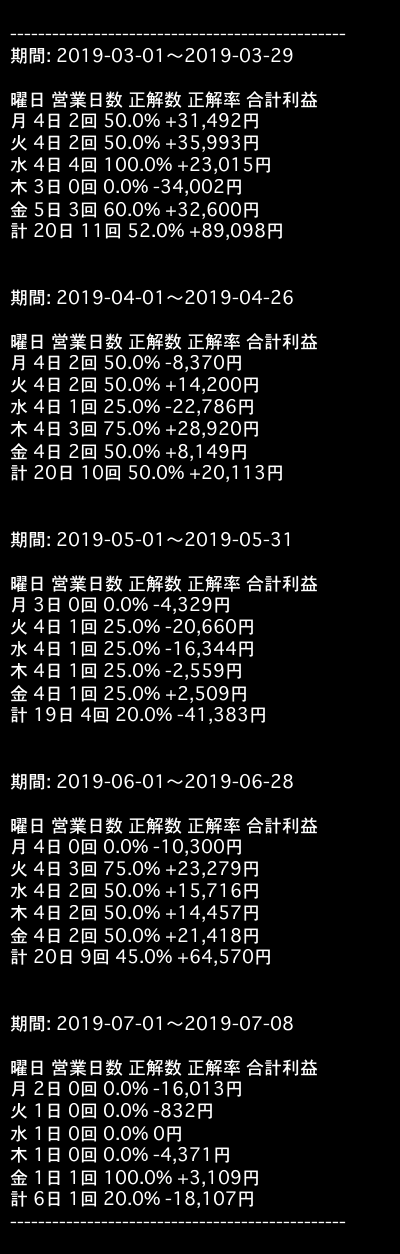 ------------------------------------------------
期間: 2019-03-01～2019-03-29
曜日 営業日数 正解数 正解率 合計利益
月 4日 2回 50.0% +31,492円
火 4日 2回 50.0% +35,993円
水 4日 4回 100.0% +23,015円
木 3日 0回 0.0% -34,002円
金 5日 3回 60.0% +32,600円
計 20日 11回 52.0% +89,098円
期間: 2019-04-01～2019-04-26
曜日 営業日数 正解数 正解率 合計利益
月 4日 2回 50.0% -8,370円
火 4日 2回 50.0% +14,200円
水 4日 1回 25.0% -22,786円
木 4日 3回 75.0% +28,920円
金 4日 2回 50.0% +8,149円
計 20日 10回 50.0% +20,113円
期間: 2019-05-01～2019-05-31
曜日 営業日数 正解数 正解率 合計利益
月 3日 0回 0.0% -4,329円
火 4日 1回 25.0% -20,660円
水 4日 1回 25.0% -16,344円
木 4日 1回 25.0% -2,559円
金 4日 1回 25.0% +2,509円
計 19日 4回 20.0% -41,383円
期間: 2019-06-01～2019-06-28
曜日 営業日数 正解数 正解率 合計利益
月 4日 0回 0.0% -10,300円
火 4日 3回 75.0% +23,279円
水 4日 2回 50.0% +15,716円
木 4日 2回 50.0% +14,457円
金 4日 2回 50.0% +21,418円
計 20日 9回 45.0% +64,570円
期間: 2019-07-01～2019-07-08
曜日 営業日数 正解数 正解率 合計利益
月 2日 0回 0.0% -16,013円
火 1日 0回 0.0% -832円
水 1日 0回 0.0% 0円
木 1日 0回 0.0% -4,371円
金 1日 1回 100.0% +3,109円
計 6日 1回 20.0% -18,107円
------------------------------------------------